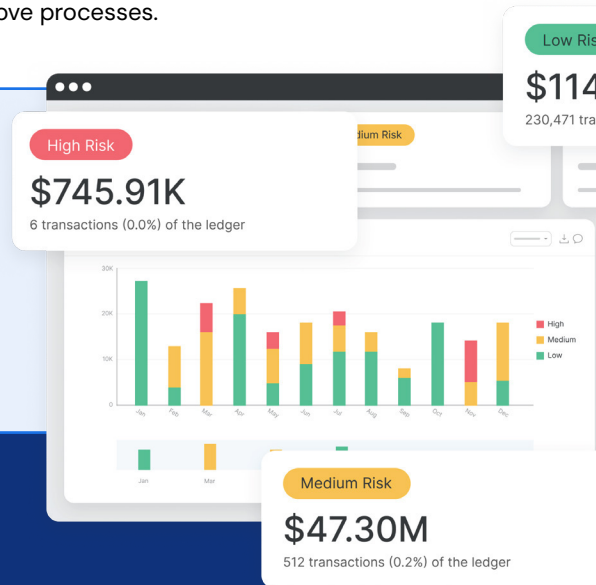 ove processes.
Low Ris
$114
230,471 tra
High Risk
$745.91K
6 transactions (0.0%) of the ledger
dium Risk
30K
20K
10K
0
Jan
Feb
Mar
Apr
May
Jun
Jul
Aug
Sep
Oct
Nov
Dec
High
Medium
Low
Jan
Mar
Medium Risk
$47.30M
512 transactions (0.2%) of the ledger